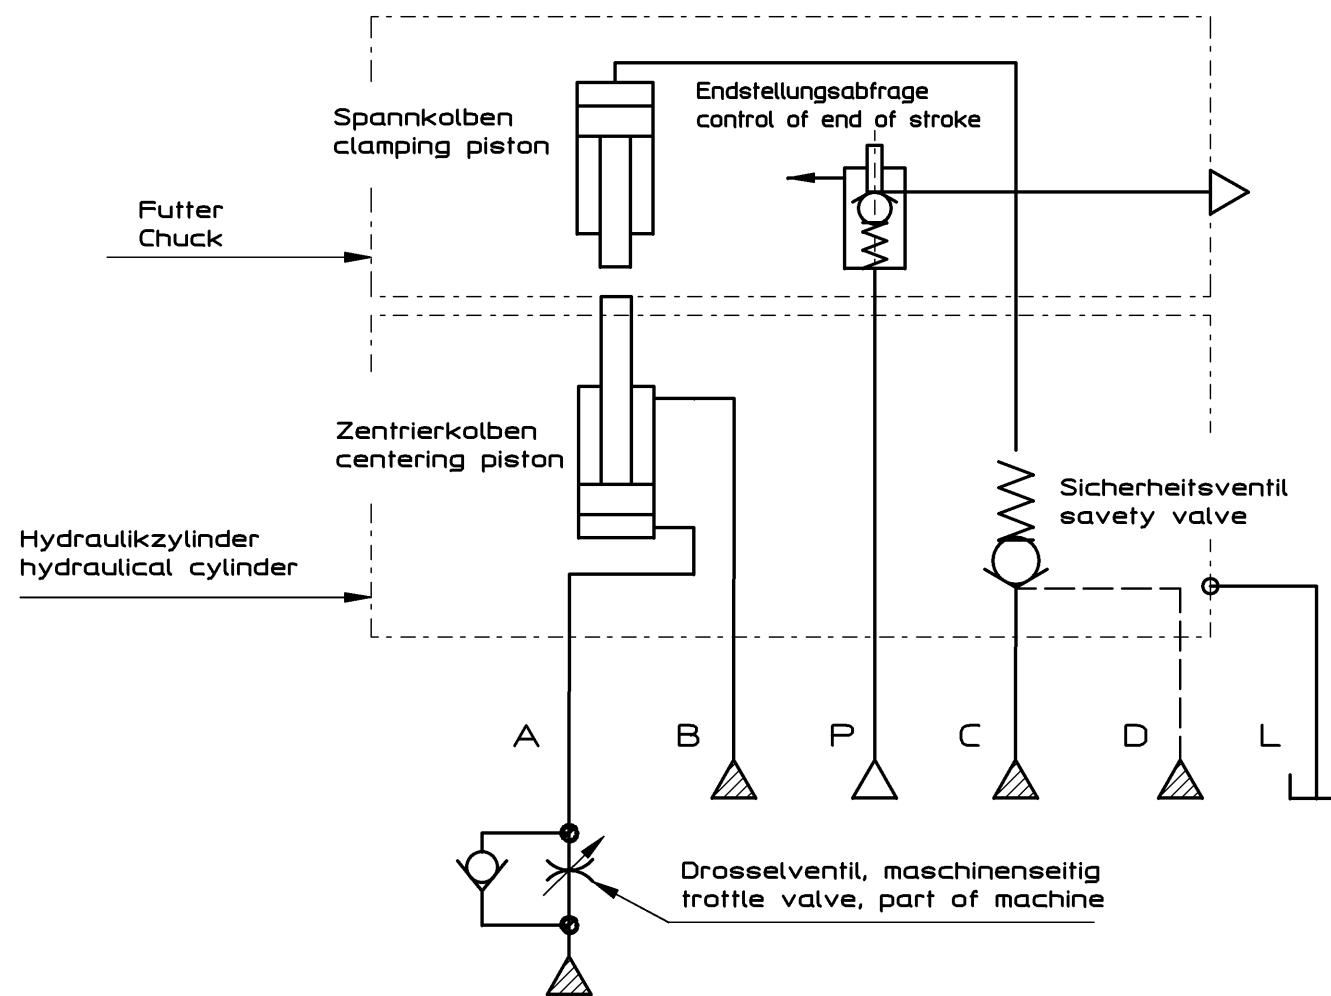 Endstellungsabfrage
control of end of stroke
Spannkolben
clamping piston
Futter
Chuck
Zentrierkolben
centering piston
Sicherheitsventil
savety valve
Hydraulikzylinder
hydraulical cylinder
A
B
P
C
D
L
Drosselventil, maschinenseitig
trottle valve, part of machine